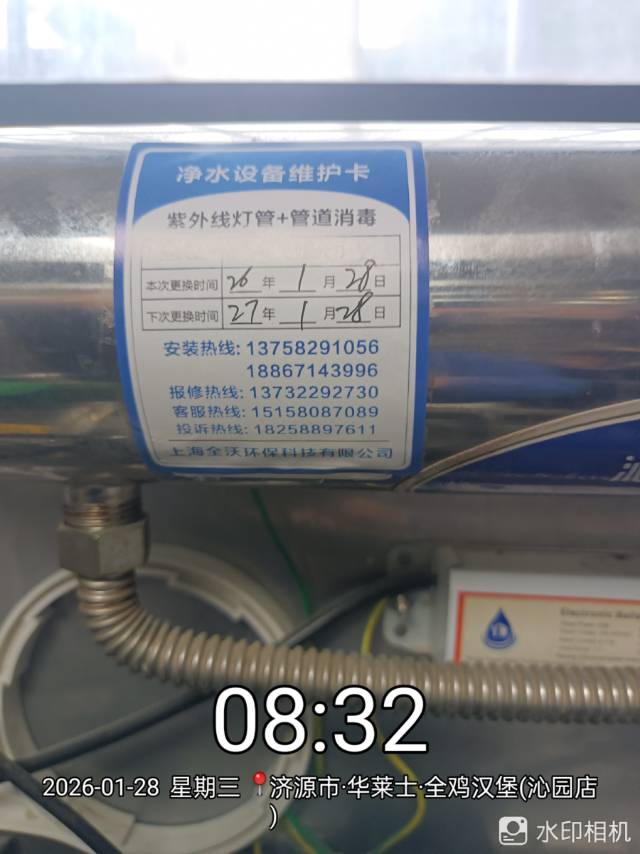 净水设备维护卡
紫外线灯管+管道消毒
本次更换时间 26 年 1 月 28 日
下次更换时间 27 年 1 月 28 日
安装热线: 13758291056
18867143996
报修热线: 13732292730
客服热线: 15158087089
投诉热线: 18258897611
上海全沃环保科技有限公司
Electronic
08:32
2026-01-28 星期三 📍济源市·华莱士·全鸡汉堡(沁园店
)
水印相机